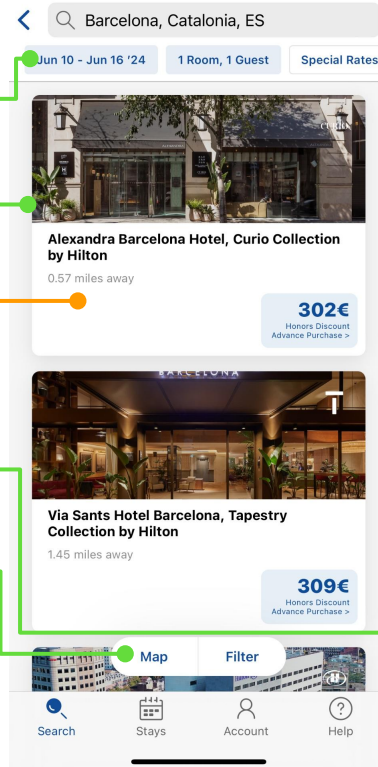 Barcelona, Catalonia, ES
Jun 10 - Jun 16 ’24
1 Room, 1 Guest
Special Rates
CURIO
Alexandra Barcelona Hotel, Curio Collection
by Hilton
0.57 miles away
302€
Honors Discount
Advance Purchase >
BARCELONA
T
Via Sants Hotel Barcelona, Tapestry
Collection by Hilton
1.45 miles away
309€
Honors Discount
Advance Purchase >
Map
Filter
Search
Stays
Account
Help